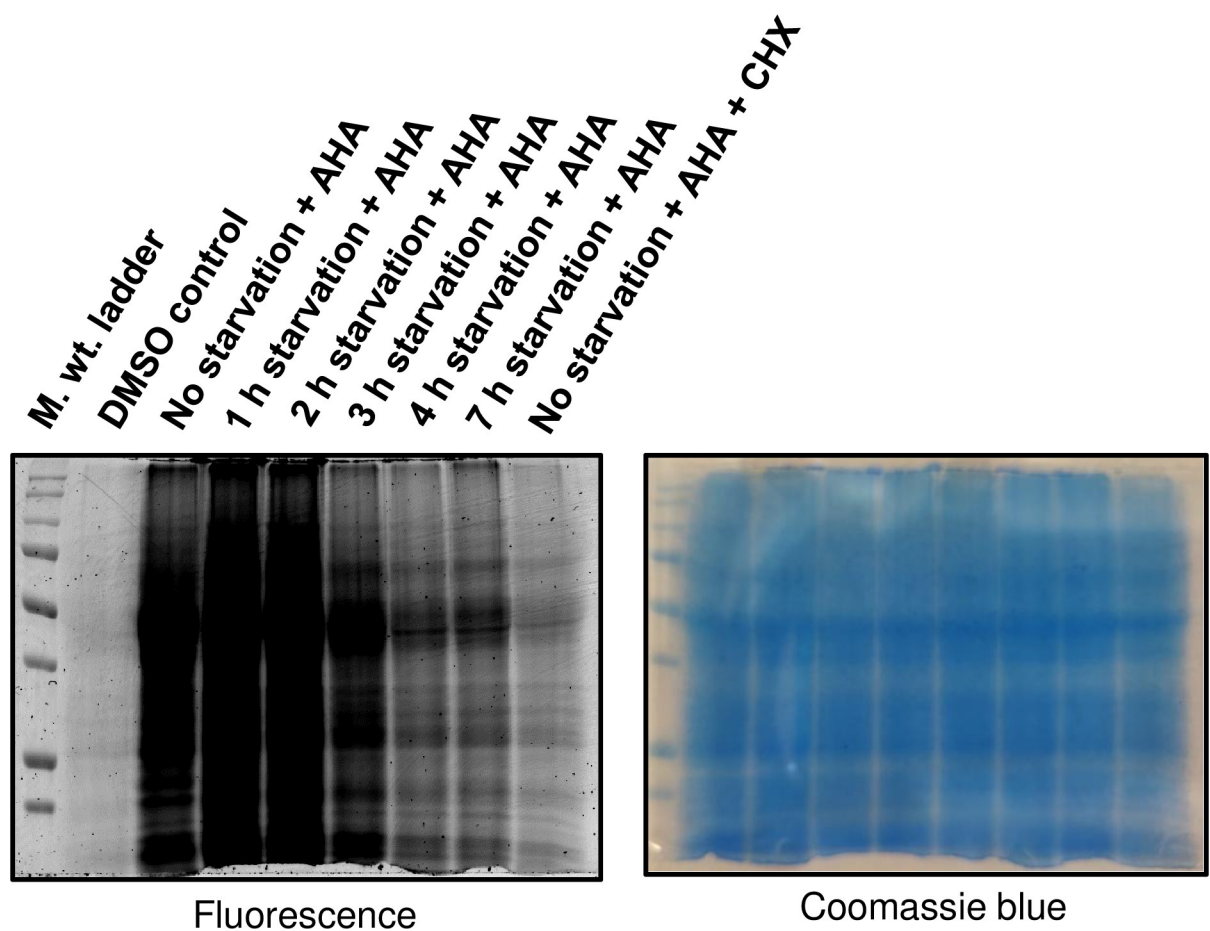 M. wt. ladder
DMSO control
No starvation + AHA
1 h starvation + AHA
2 h starvation + AHA
3 h starvation + AHA
4 h starvation + AHA
7 h starvation + AHA
No starvation + AHA + CHX
Fluorescence
Coomassie blue